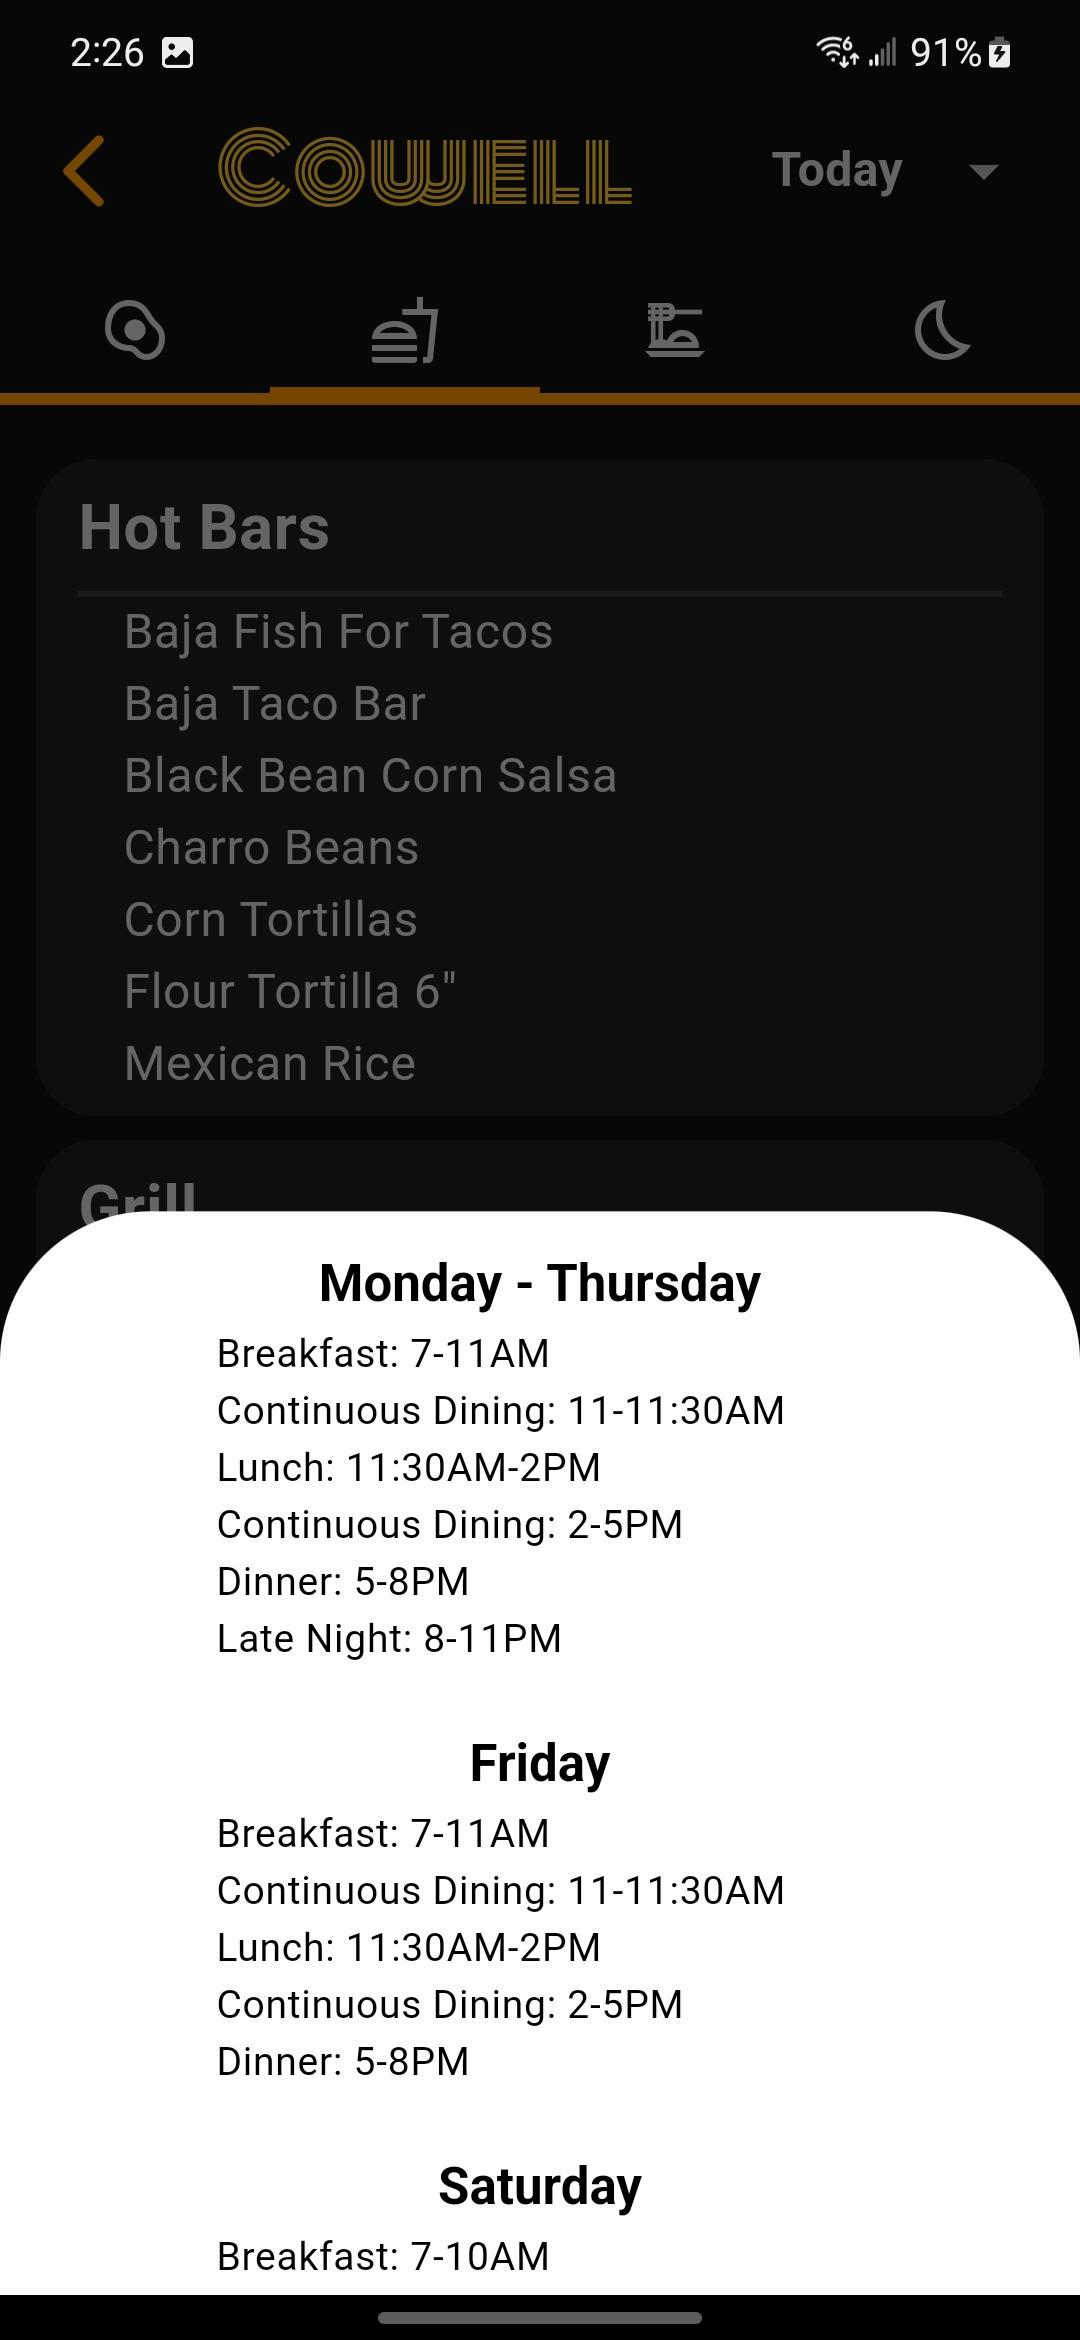 2:26 6 91%
Cowell Today
Hot Bars
Baja Fish For Tacos
Baja Taco Bar
Black Bean Corn Salsa
Charro Beans
Corn Tortillas
Flour Tortilla 6"
Mexican Rice
Grill
Monday - Thursday
Breakfast: 7-11AM
Continuous Dining: 11-11:30AM
Lunch: 11:30AM-2PM
Continuous Dining: 2-5PM
Dinner: 5-8PM
Late Night: 8-11PM
Friday
Breakfast: 7-11AM
Continuous Dining: 11-11:30AM
Lunch: 11:30AM-2PM
Continuous Dining: 2-5PM
Dinner: 5-8PM
Saturday
Breakfast: 7-10AM